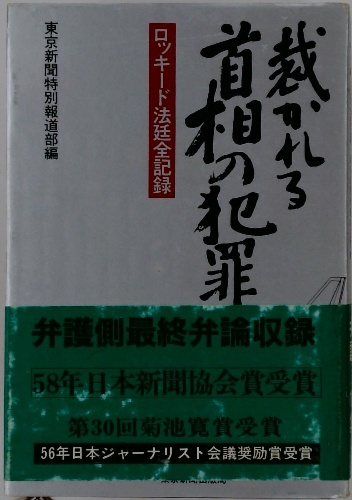 裁かれる
首相の犯罪
ロッキード法廷全記録
東京新聞特別報道部編
弁護側最終弁論収録
58年日本新聞協会賞受賞
第30回菊池寛賞受賞
56年日本ジャーナリスト会議奨励賞受賞